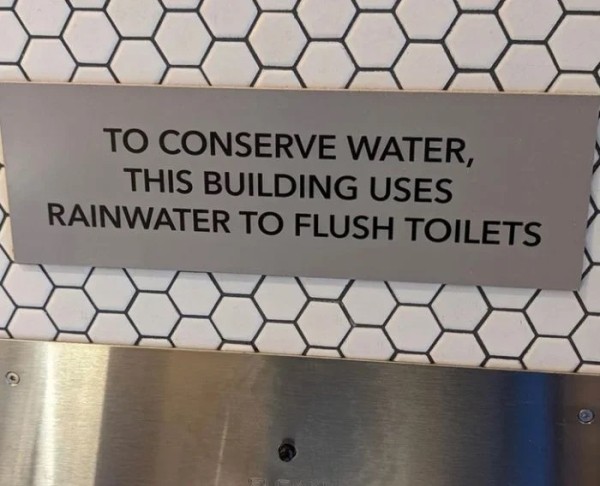 TO CONSERVE WATER,
THIS BUILDING USES
RAINWATER TO FLUSH TOILETS